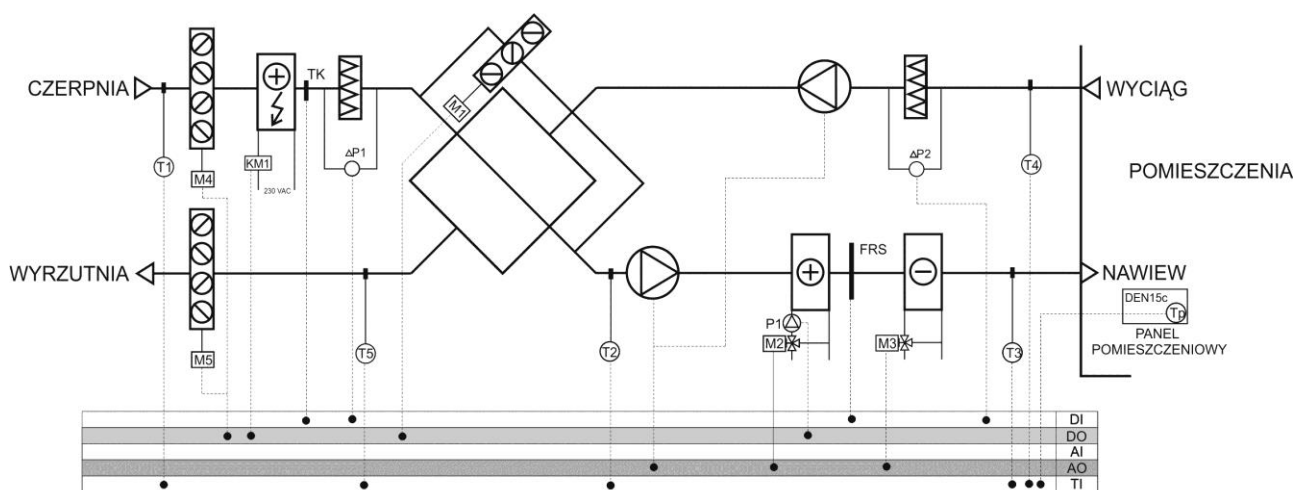 CZERPNIA
TK
M1
WYCIĄG
T1
KM1
ΔP1
ΔP2
T4
M4
230 VAC
POMIESZCZENIA
WYRZUTNIA
FRS
NAWIEW
DEN15c
Tp
P1
PANEL
POMIESZCZENIOWY
M5
T5
T2
M2
M3
T3
DI
DO
AI
AO
TI